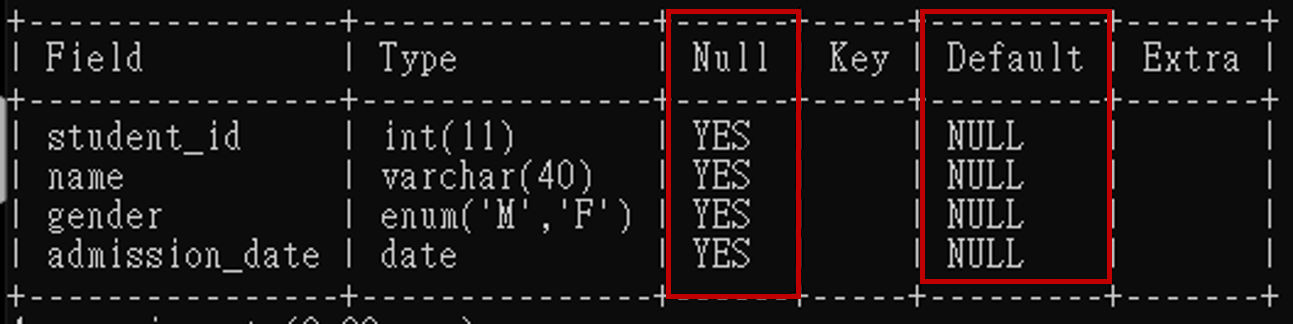 +----------------+---------------+------+-----+---------+-------+
| Field | Type | Null | Key | Default | Extra |
+----------------+---------------+------+-----+---------+-------+
| student_id | int(11) | YES | | NULL | |
| name | varchar(40) | YES | | NULL | |
| gender | enum('M','F') | YES | | NULL | |
| admission_date | date | YES | | NULL | |
+----------------+---------------+------+-----+---------+-------+